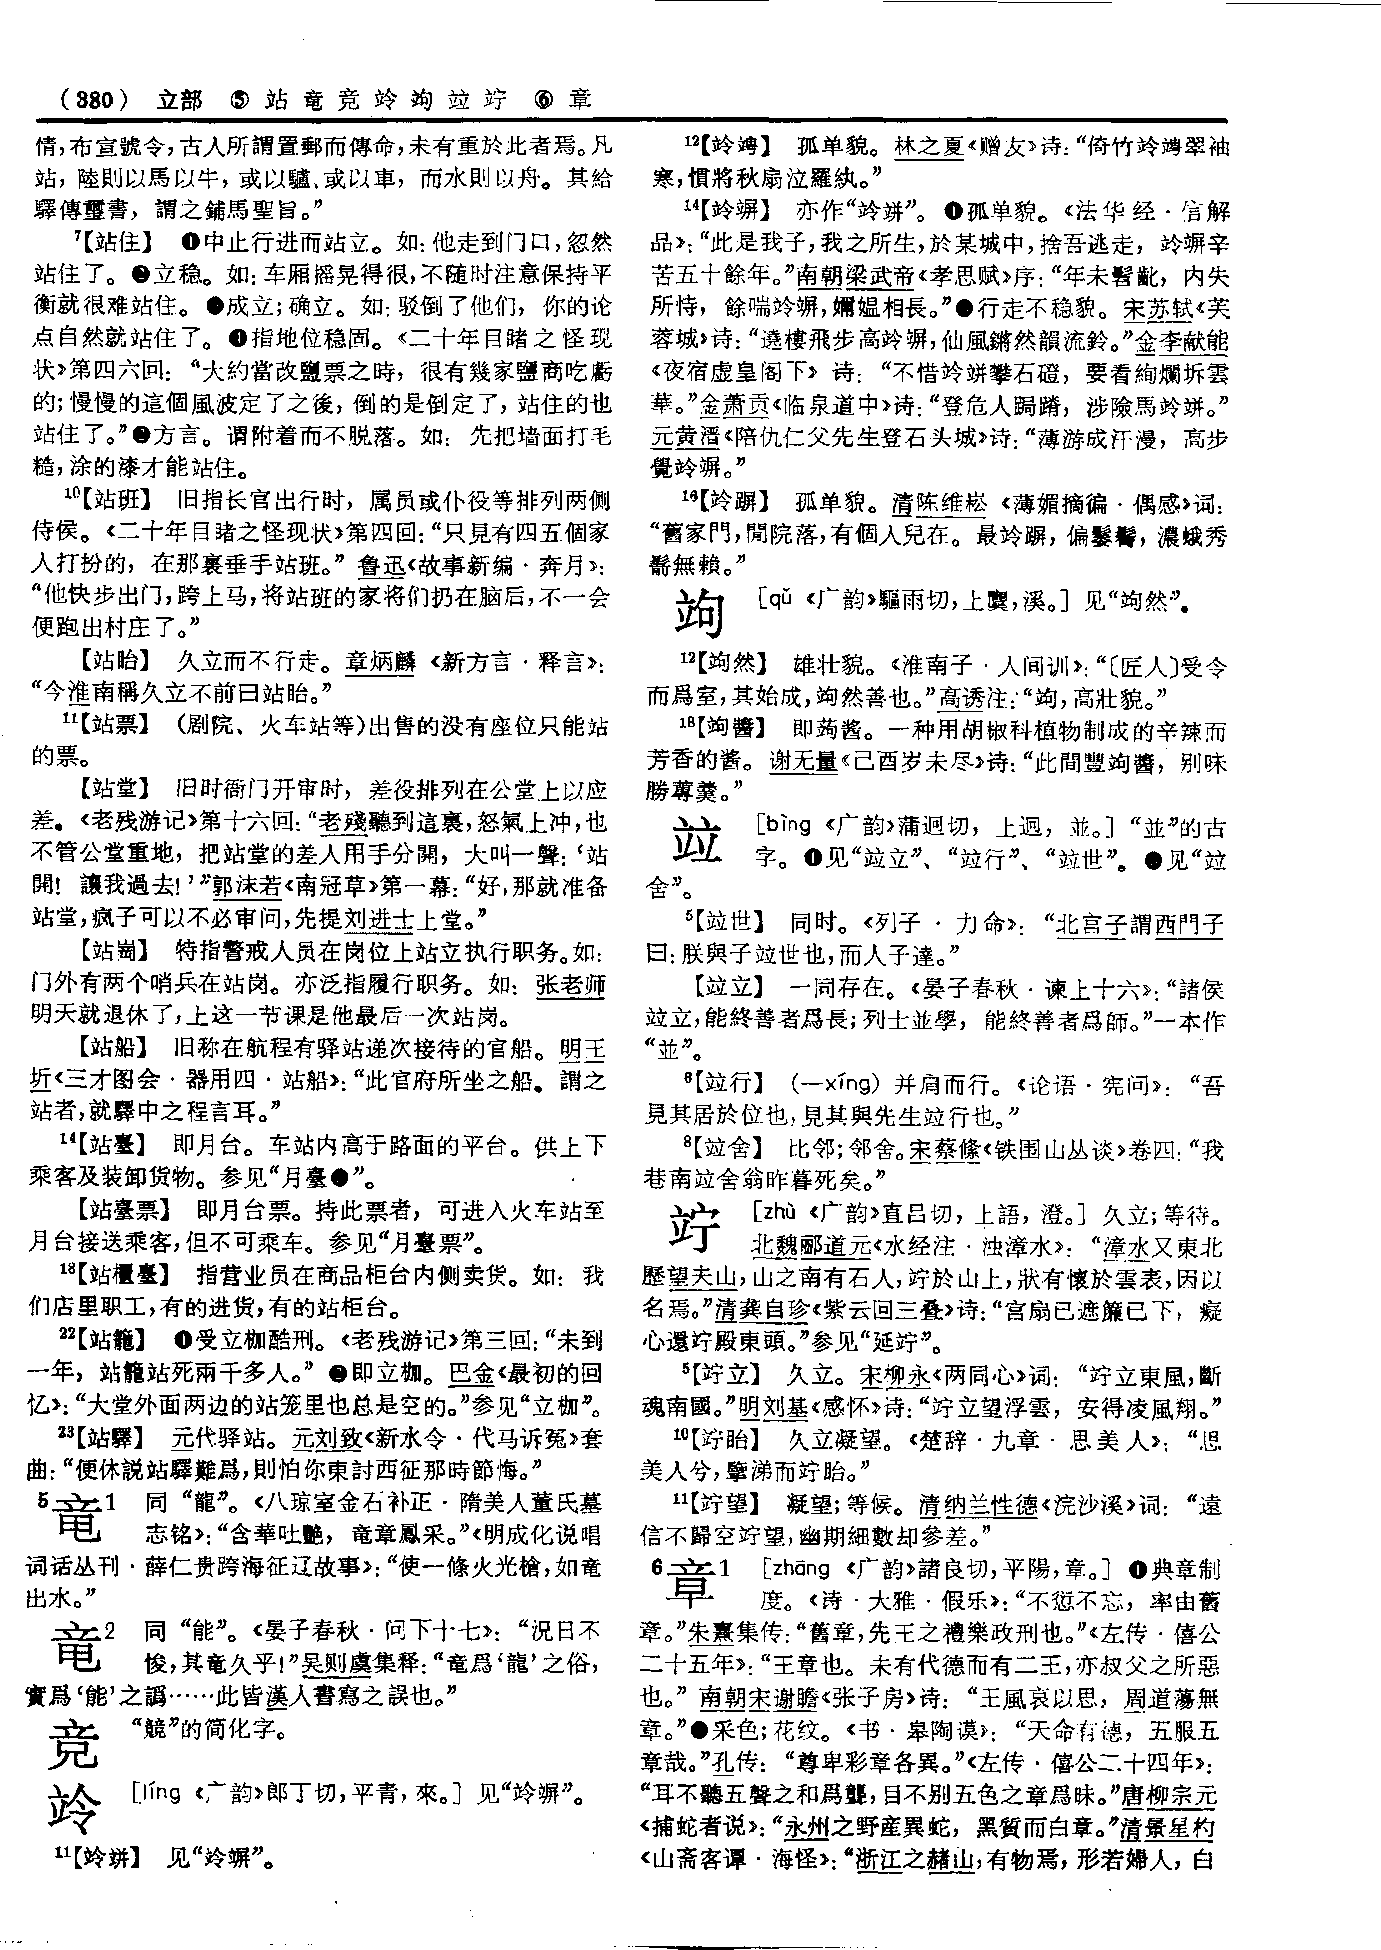 (380) 立部 ⑤ 站 竜 竞 竛 竘 竝 竚 ⑥ 章
情,布宣號令,古人所謂置郵而傳命,未有重於此者焉。凡
站,陸則以馬以牛,或以驢、或以車,而水則以舟。其給
驛傳璽書,謂之鋪馬聖旨。”
7【站住】 ❶中止行进而站立。如:他走到门口,忽然
站住了。❷立稳。如:车厢摇晃得很,不随时注意保持平
衡就很难站住。●成立;确立。如:驳倒了他们,你的论
点自然就站住了。❹指地位稳固。《二十年目睹之怪现
状》第四六回:“大約當改鹽票之時,很有幾家鹽商吃虧
的;慢慢的這個風波定了之後,倒的是倒定了,站住的也
站住了。”●方言。谓附着而不脱落。如:先把墙面打毛
糙,涂的漆才能站住。
10【站班】 旧指长官出行时,属员或仆役等排列两侧
侍侯。《二十年目睹之怪现状》第四回:“只見有四五個家
人打扮的,在那裏垂手站班。”鲁迅《故事新编·奔月》:
“他快步出门,跨上马,将站班的家将们扔在脑后,不一会
便跑出村庄了。”
【站眙】 久立而不行走。章炳麟《新方言·释言》:
“今淮南稱久立不前曰站眙。”
11【站票】 (剧院、火车站等)出售的没有座位只能站
的票。
【站堂】 旧时衙门开审时,差役排列在公堂上以应
差。《老残游记》第十六回:“老殘聽到這裏,怒氣上冲,也
不管公堂重地,把站堂的差人用手分開,大叫一聲:‘站
開!讓我過去!’”郭沫若《南冠草》第一幕:“好,那就准备
站堂,疯子可以不必审问,先提刘进士上堂。”
【站崗】 特指警戒人员在岗位上站立执行职务。如:
门外有两个哨兵在站岗。亦泛指履行职务。如:张老师
明天就退休了,上这一节课是他最后一次站岗。
【站船】 旧称在航程有驿站递次接待的官船。明王
圻《三才图会·器用四·站船》:“此官府所坐之船。謂之
站者,就驛中之程言耳。”
14【站臺】 即月台。车站内高于路面的平台。供上下
乘客及装卸货物。参见“月臺●”。
【站臺票】 即月台票。持此票者,可进入火车站至
月台接送乘客,但不可乘车。参见“月臺票”。
18【站櫃臺】 指营业员在商品柜台内侧卖货。如:我
们店里职工,有的进货,有的站柜台。
22【站籠】 ❶受立枷酷刑。《老残游记》第三回:“未到
一年,站籠站死兩千多人。”❷即立枷。巴金《最初的回
忆》:“大堂外面两边的站笼里也总是空的。”参见“立枷”。
23【站驛】 元代驿站。元刘致《新水令·代马诉冤》套
曲:“便休説站驛難爲,則怕你東討西征那時節悔。”
5 竜1 同“龍”。《八琼室金石补正·隋美人董氏墓
志铭》:“含華吐艷,竜章鳳采。”《明成化说唱
词话丛刊·薛仁贵跨海征辽故事》:“使一條火光槍,如竜
出水。”
竜2 同“能”。《晏子春秋·问下十七》:“况日不
悛,其竜久乎!”吴则虞集释:“竜爲‘龍’之俗,
實爲‘能’之譌……此皆漢人書寫之誤也。”
竞 “競”的简化字。
竛 [líng 《广韵》郎丁切,平青,來。] 见“竛竮”。
11【竛竮】 见“竛竮”。
12【竛竮】 孤单貌。林之夏《赠友》诗:“倚竹竛竮翠袖
寒,慣將秋扇泣羅紈。”
14【竛竮】 亦作“竛竮”。❶孤单貌。《法华经·信解
品》:“此是我子,我之所生,於某城中,捨吾逃走,竛竮辛
苦五十餘年。”南朝梁武帝《孝思赋》序:“年未髫齔,内失
所恃,餘喘竛竮,嬭媪相長。”●行走不稳貌。宋苏轼《芙
蓉城》诗:“遶樓飛步高竛竮,仙風鏘然韻流鈴。”金李献能
《夜宿虚皇阁下》诗:“不惜竛竮攀石磴,要看絢爛坼雲
華。”金萧贡《临泉道中》诗:“登危人跼蹐,涉險馬竛竮。”
元黄溍《陪仇仁父先生登石头城》诗:“薄游成汗漫,高步
覺竛竮。”
16【竛竮】 孤单貌。清陈维崧《薄媚摘徧·偶感》词:
“舊家門,閒院落,有個人兒在。最竛竮,偏鬖鬌,濃蛾秀
黛無賴。”
竘 [qǔ 《广韵》驅雨切,上麌,溪。] 见“竘然”。
12【竘然】 雄壮貌。《淮南子·人间训》:“〔匠人〕受令
而爲室,其始成,竘然善也。”高诱注:“竘,高壯貌。”
18【竘醬】 即蒟酱。一种用胡椒科植物制成的辛辣而
芳香的酱。谢无量《己酉岁未尽》诗:“此間豐竘醬,别味
勝蓴羹。”
竝 [bìng 《广韵》蒲迥切,上迥,並。] “並”的古
字。❶见“竝立”、“竝行”、“竝世”。●见“竝
舍”。
5【竝世】 同时。《列子·力命》:“北宫子謂西門子
曰:朕與子竝世也,而人子達。”
【竝立】 一同存在。《晏子春秋·谏上十六》:“諸侯
竝立,能終善者爲長;列士並學,能終善者爲師。”一本作
“並”。
6【竝行】 (—xíng) 并肩而行。《论语·宪问》:“吾
見其居於位也,見其與先生竝行也。”
8【竝舍】 比邻;邻舍。宋蔡絛《铁围山丛谈》卷四:“我
巷南竝舍翁昨暮死矣。”
竚 [zhù 《广韵》直吕切,上語,澄。] 久立;等待。
北魏郦道元《水经注·浊漳水》:“漳水又東北
歷望夫山,山之南有石人,竚於山上,狀有懷於雲表,因以
名焉。”清龚自珍《紫云回三叠》诗:“宫扇已遮簾已下,癡
心還竚殿東頭。”参见“延竚”。
5【竚立】 久立。宋柳永《两同心》词:“竚立東風,斷
魂南國。”明刘基《感怀》诗:“竚立望浮雲,安得凌風翔。”
10【竚眙】 久立凝望。《楚辞·九章·思美人》:“思
美人兮,擥涕而竚眙。”
11【竚望】 凝望;等候。清纳兰性德《浣沙溪》词:“遠
信不歸空竚望,幽期細數却參差。”
6 章1 [zhāng 《广韵》諸良切,平陽,章。] ❶典章制
度。《诗·大雅·假乐》:“不愆不忘,率由舊
章。”朱熹集传:“舊章,先王之禮樂政刑也。”《左传·僖公
二十五年》:“王章也。未有代德而有二王,亦叔父之所惡
也。”南朝宋谢瞻《张子房》诗:“王風哀以思,周道蕩無
章。”●采色;花纹。《书·皋陶谟》:“天命有德,五服五
章哉。”孔传:“尊卑彩章各異。”《左传·僖公二十四年》:
“耳不聽五聲之和爲聾,目不别五色之章爲昧。”唐柳宗元
《捕蛇者说》:“永州之野産異蛇,黑質而白章。”清景星杓
《山斋客谭·海怪》:“浙江之赭山,有物焉,形若婦人,白